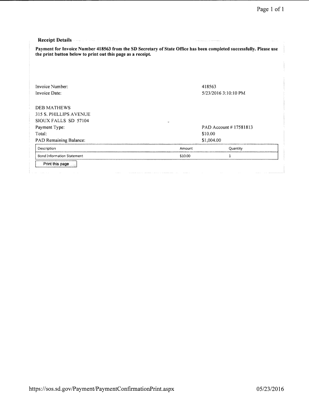 Page 1 of 1
Receipt Details
Payment for Invoice Number 418563 from the SD Secretary of State Office has been completed successfully. Please use
the print button below to print out this page as a receipt.
Invoice Number: 418563
Invoice Date: 5/23/2016 3:10:10 PM
DEB MATHEWS
315 S. PHILLIPS AVENUE
SIOUX FALLS SD 57104
Payment Type: PAD Account # 17581813
Total: $10.00
PAD Remaining Balance: $1,000.00
Description Amount Quantity
Bond Information Statement $10.00 1
Print this page
https://sos.sd.gov/Payment/PaymentConfirmationPrint.aspx 05/23/2016